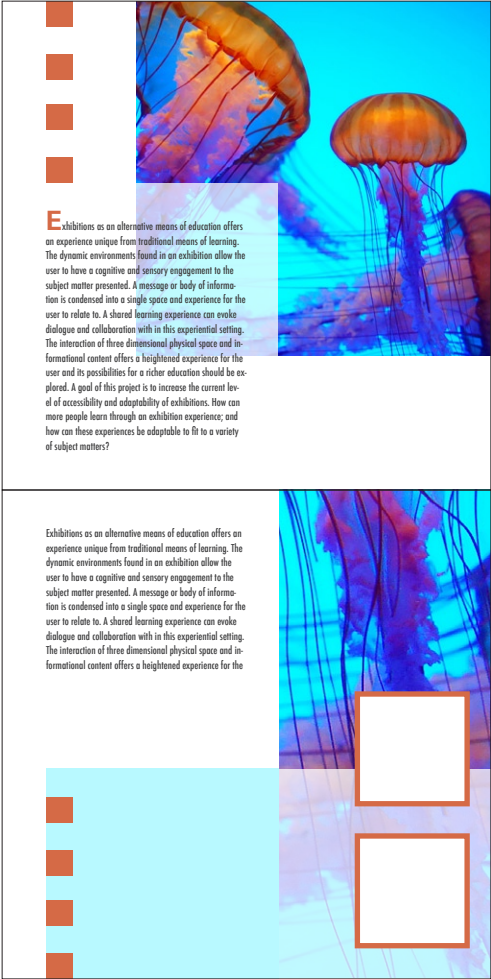 Exhibitions as an alternative means of education offers
an experience unique from traditional means of learning.
The dynamic environments found in an exhibition allow the
user to have a cognitive and sensory engagement to the
subject matter presented. A message or body of informa-
tion is condensed into a single space and experience for the
user to relate to. A shared learning experience can evoke
dialogue and collaboration with in this experiential setting.
The interaction of three dimensional physical space and in-
formational content offers a heightened experience for the
user and its possibilities for a richer education should be ex-
plored. A goal of this project is to increase the current lev-
el of accessibility and adaptability of exhibitions. How can
more people learn through an exhibition experience; and
how can these experiences be adaptable to fit to a variety
of subject matters?
Exhibitions as an alternative means of education offers an
experience unique from traditional means of learning. The
dynamic environments found in an exhibition allow the
user to have a cognitive and sensory engagement to the
subject matter presented. A message or body of informa-
tion is condensed into a single space and experience for the
user to relate to. A shared learning experience can evoke
dialogue and collaboration with in this experiential setting.
The interaction of three dimensional physical space and in-
formational content offers a heightened experience for the